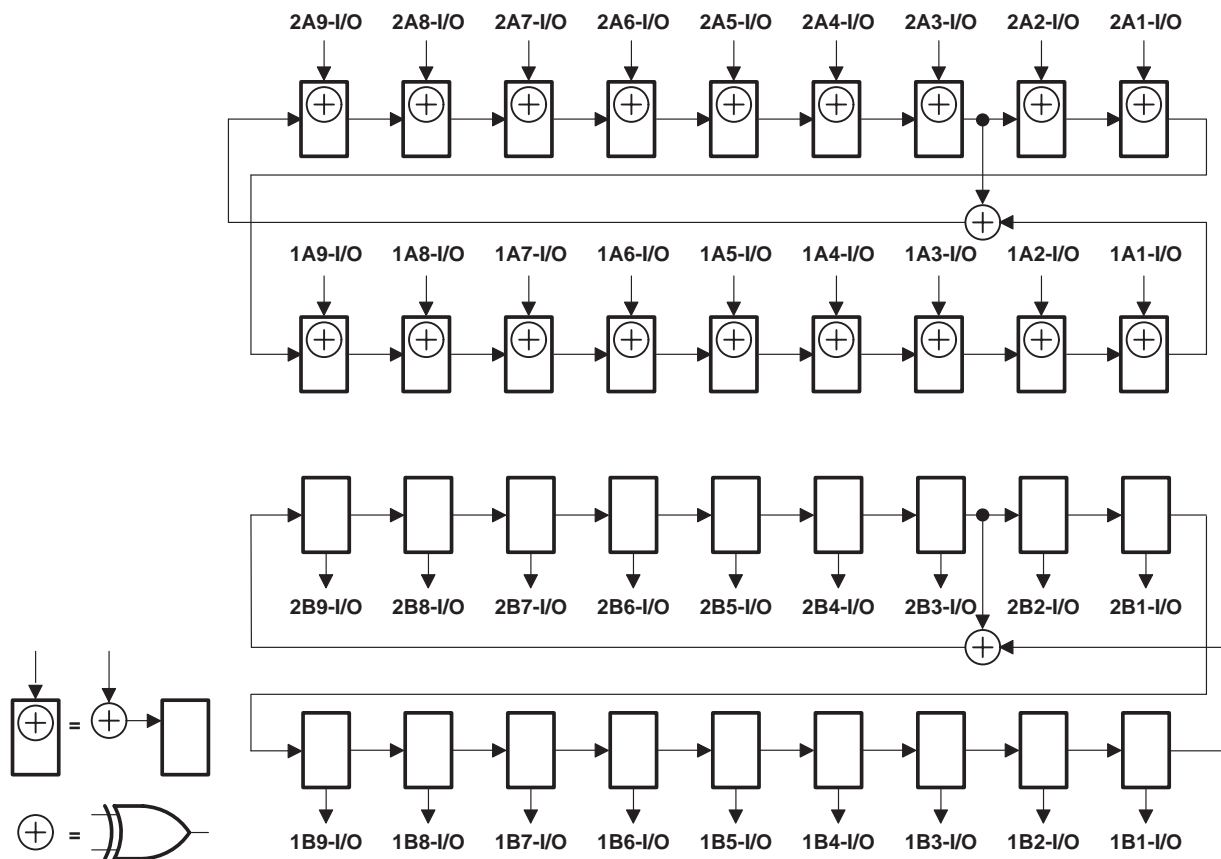 2A9-I/O 2A8-I/O 2A7-I/O 2A6-I/O 2A5-I/O 2A4-I/O 2A3-I/O 2A2-I/O 2A1-I/O
1A9-I/O 1A8-I/O 1A7-I/O 1A6-I/O 1A5-I/O 1A4-I/O 1A3-I/O 1A2-I/O 1A1-I/O
2B9-I/O 2B8-I/O 2B7-I/O 2B6-I/O 2B5-I/O 2B4-I/O 2B3-I/O 2B2-I/O 2B1-I/O
=
=
1B9-I/O 1B8-I/O 1B7-I/O 1B6-I/O 1B5-I/O 1B4-I/O 1B3-I/O 1B2-I/O 1B1-I/O